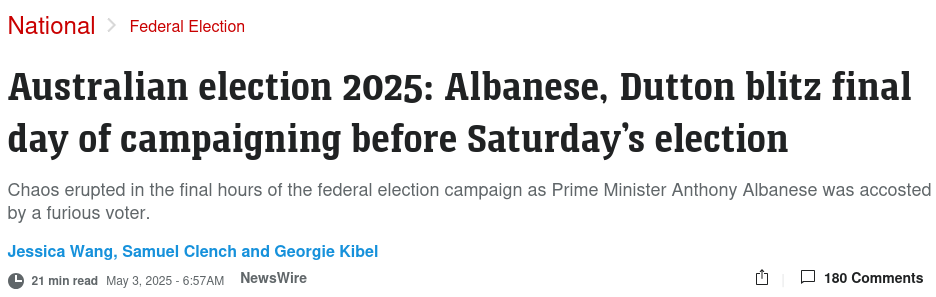 National > Federal Election
Australian election 2025: Albanese, Dutton blitz final
day of campaigning before Saturday’s election
Chaos erupted in the final hours of the federal election campaign as Prime Minister Anthony Albanese was accosted
by a furious voter.
Jessica Wang, Samuel Clench and Georgie Kibel
21 min read May 3, 2025 - 6:57AM NewsWire 180 Comments